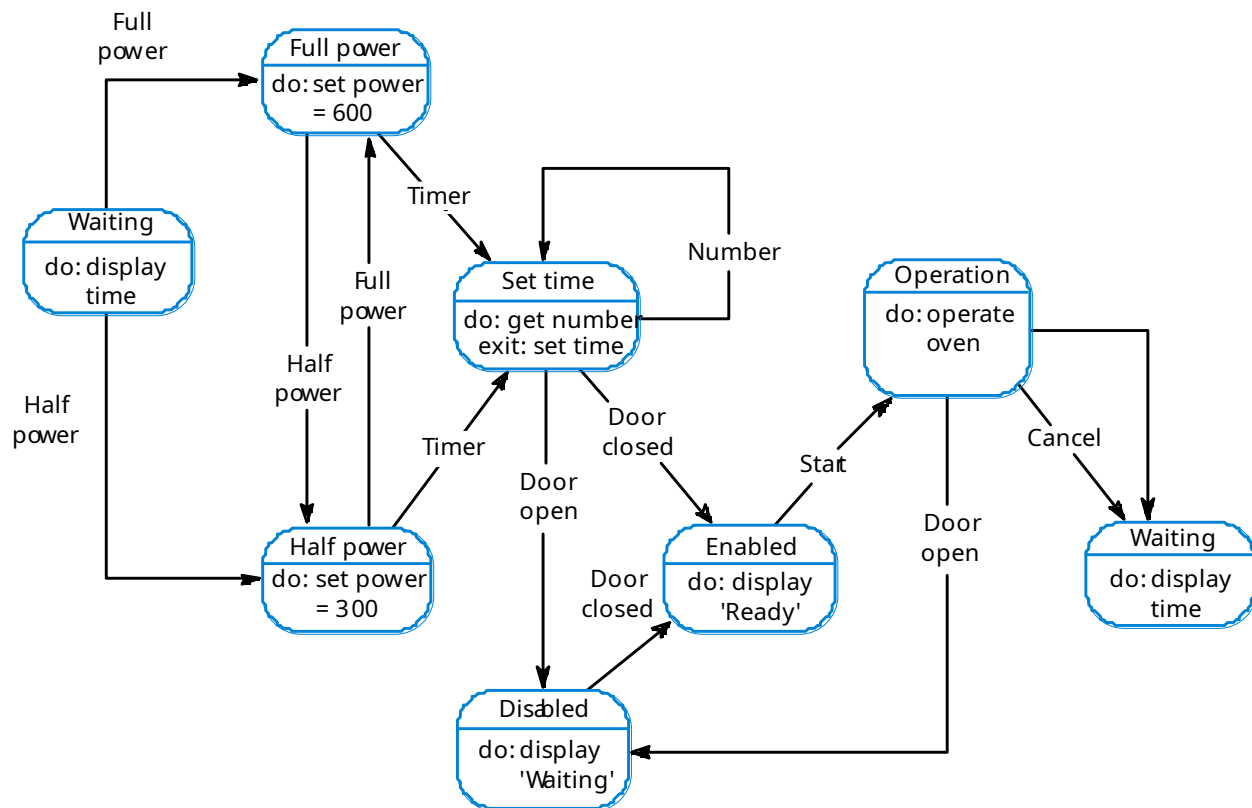 Full
power
Full power
do: set power
= 600
Timer
Waiting
do: display
time
Full
power
Number
Set time
do: get number
exit: set time
Operation
do: operate
oven
Half
power
Half
power
Timer
Door
closed
Cancel
Start
Door
open
Door
open
Half power
do: set power
= 300
Enabled
do: display
'Ready'
Waiting
do: display
time
Door
closed
Disabled
do: display
'Waiting'